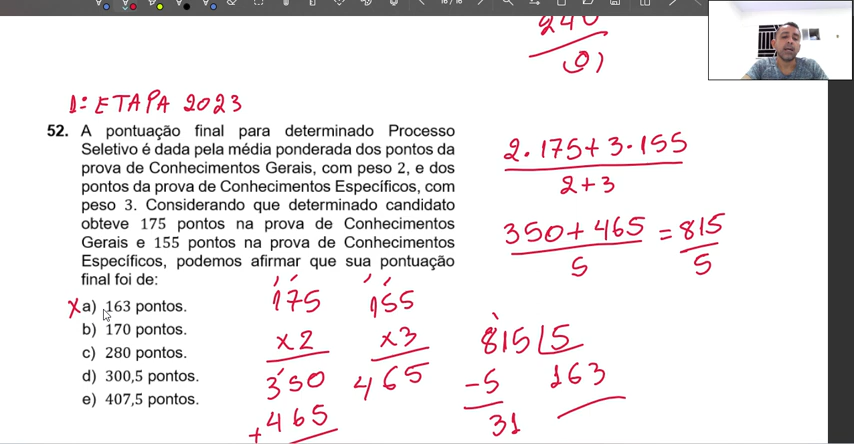 240
01
1ª ETAPA 2023
52. A pontuação final para determinado Processo
Seletivo é dada pela média ponderada dos pontos da
prova de Conhecimentos Gerais, com peso 2, e dos
pontos da prova de Conhecimentos Específicos, com
peso 3. Considerando que determinado candidato
obteve 175 pontos na prova de Conhecimentos
Gerais e 155 pontos na prova de Conhecimentos
Específicos, podemos afirmar que sua pontuação
final foi de:
X a) 163 pontos.
b) 170 pontos.
c) 280 pontos.
d) 300,5 pontos.
e) 407,5 pontos.
2.175+3.155
2+3
350+465 = 815
5 5
175
x2
350
+465
155
x3
465
815 5
-5 163
31